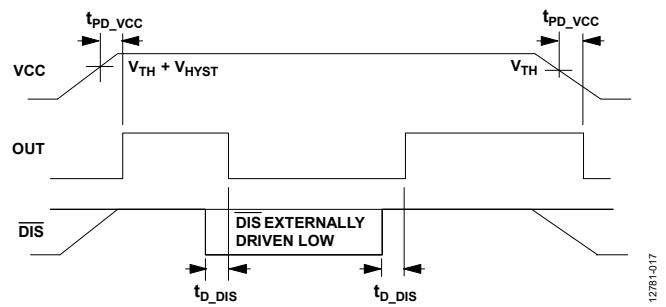 tPD_VCC
tPD_VCC
VCC
VTH + VHYST
VTH
OUT
DIS
DIS EXTERNALLY
DRIVEN LOW
tD_DIS
tD_DIS
12781-017